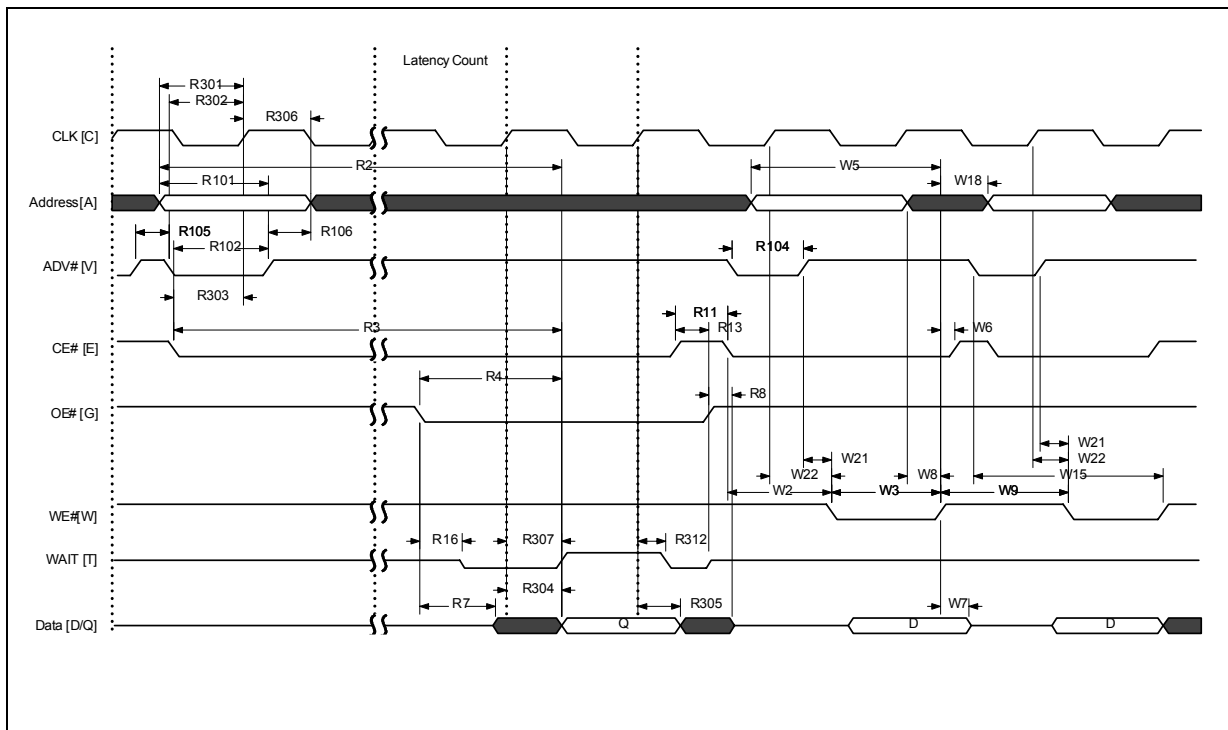 Latency Count
R301
R302
R306
CLK [C]
R2
W5
R101
W18
Address [A]
R105
R102
R106
R104
ADV# [V]
R303
R11
R3
R13
W6
CE# [E]
R4
R8
OE# [G]
W21
W21
W22
W22
W8
W15
W2
W3
W9
WE# [W]
R16
R307
R312
WAIT [T]
R304
R7
R305
W7
Data [D/Q]
Q
D
D